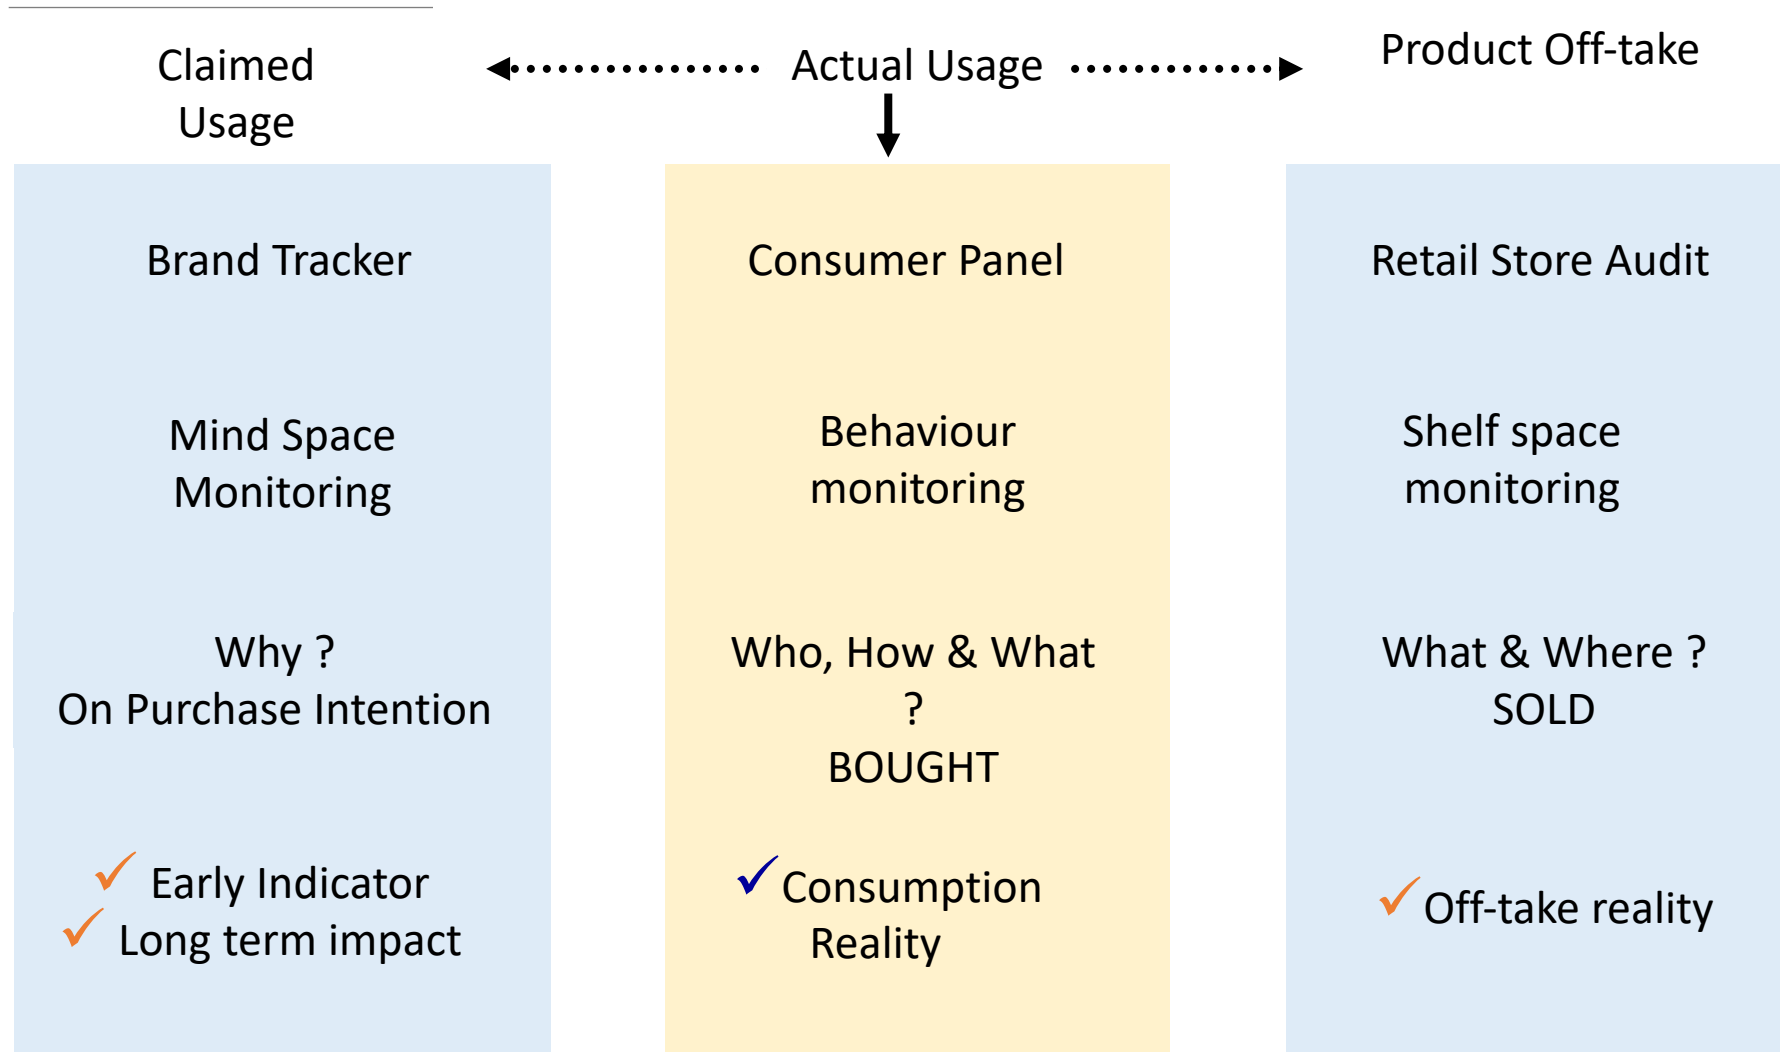 Claimed
Usage
Actual Usage
Product Off-take
Brand Tracker
Mind Space
Monitoring
Why ?
On Purchase Intention
Early Indicator
Long term impact
Consumer Panel
Behaviour
monitoring
Who, How & What
?
BOUGHT
Consumption
Reality
Retail Store Audit
Shelf space
monitoring
What & Where ?
SOLD
Off-take reality